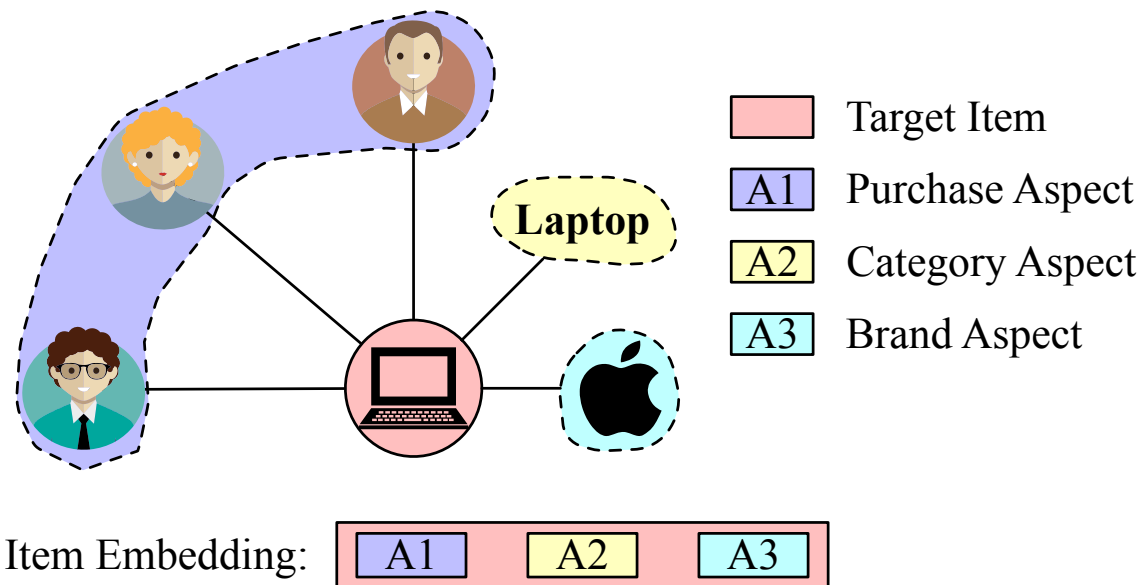 Laptop
Target Item
A1 Purchase Aspect
A2 Category Aspect
A3 Brand Aspect
Item Embedding: A1 A2 A3